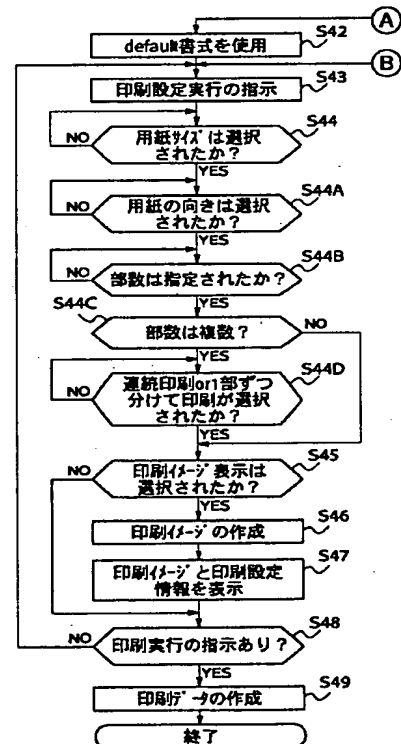 A
S42
default書式を使用
B
S43
印刷設定実行の指示
S44
用紙サイズは選択
されたか?
NO
YES
S44A
用紙の向きは選択
されたか?
NO
YES
S44B
部数は指定されたか?
NO
YES
S44C
部数は複数?
NO
YES
S44D
連続印刷or1部ずつ
分けて印刷が選択
されたか?
NO
YES
S45
印刷イメージ表示は
選択されたか?
NO
YES
S46
印刷イメージの作成
S47
印刷イメージと印刷設定
情報を表示
S48
印刷実行の指示あり?
NO
YES
S49
印刷データの作成
終了